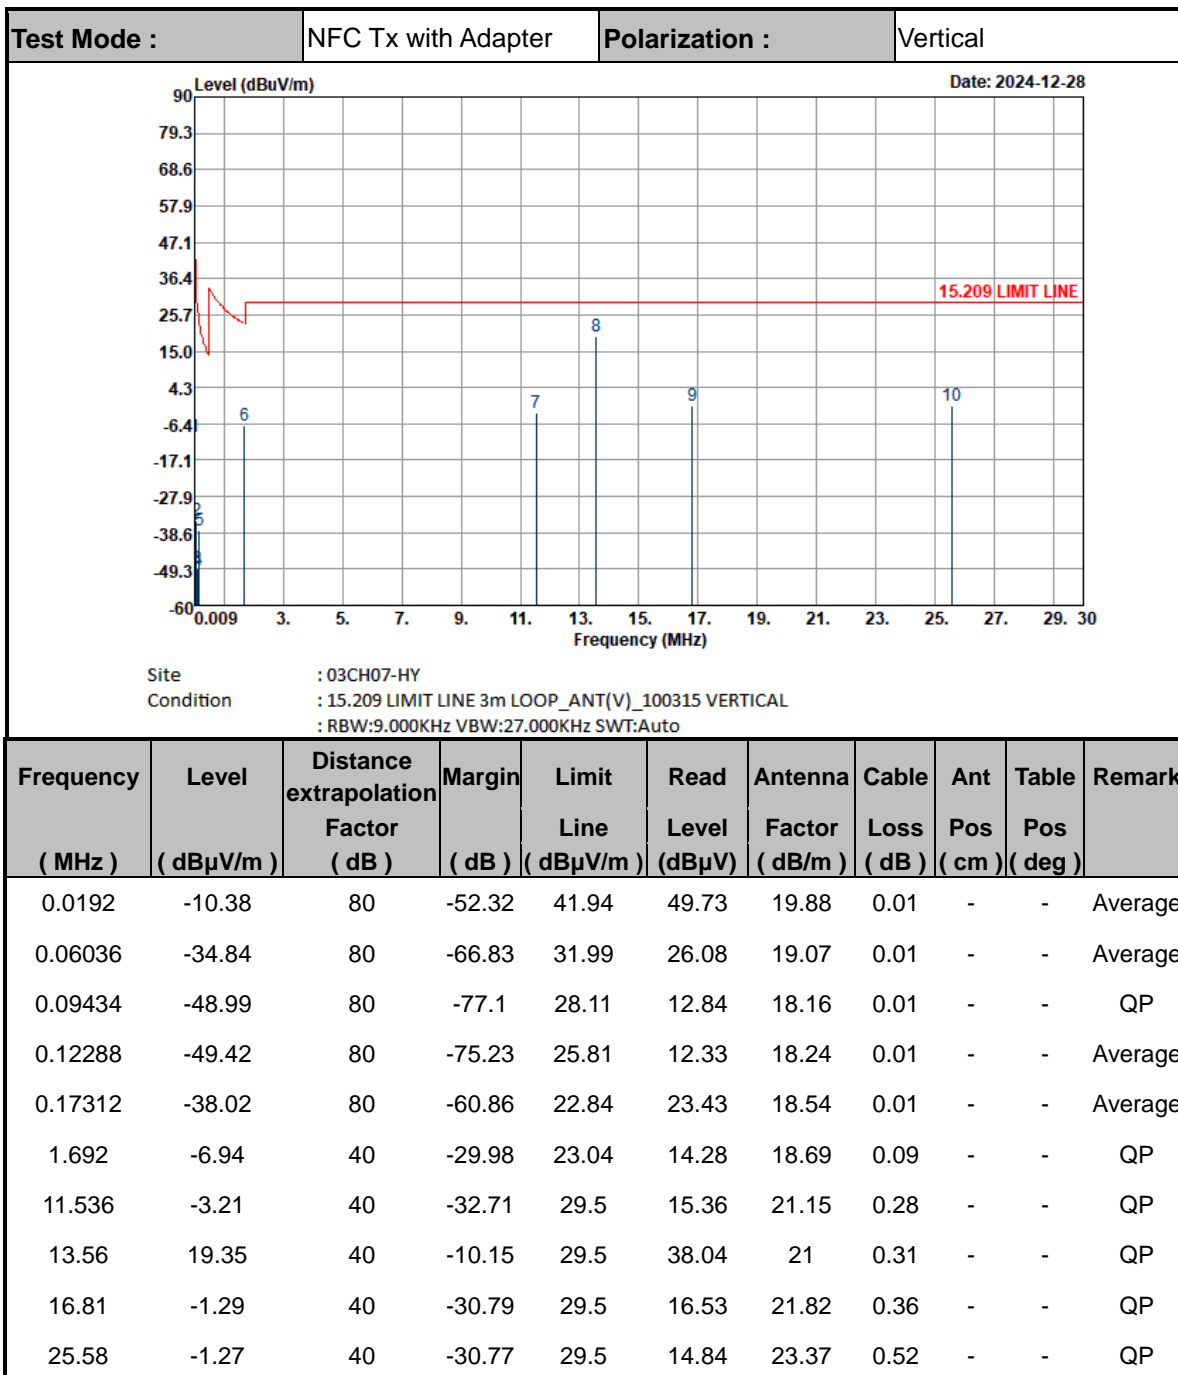 Test Mode : NFC Tx with Adapter Polarization : Vertical
Level (dBuV/m) Date: 2024-12-28
90
79.3
68.6
57.9
47.1
36.4
15.209 LIMIT LINE
25.7
8
15.0
4.3
9 10
7
6
-6.4
-17.1
-27.9
2
5
-38.6
-49.3
-60
0.009 3. 5. 7. 9. 11. 13. 15. 17. 19. 21. 23. 25. 27. 29. 30
Frequency (MHz)
Site : 03CH07-HY
Condition : 15.209 LIMIT LINE 3m LOOP_ANT(V)_100315 VERTICAL
: RBW:9.000KHz VBW:27.000KHz SWT:Auto
Frequency Level Distance extrapolation Margin Limit Read Antenna Cable Ant Table Remark
Factor Line Level Factor Loss Pos Pos
( MHz ) ( dBµV/m ) ( dB ) ( dB ) ( dBµV/m ) (dBµV) ( dB/m ) ( dB ) ( cm ) ( deg )
0.0192 -10.38 80 -52.32 41.94 49.73 19.88 0.01 - - Average
0.06036 -34.84 80 -66.83 31.99 26.08 19.07 0.01 - - Average
0.09434 -48.99 80 -77.1 28.11 12.84 18.16 0.01 - - QP
0.12288 -49.42 80 -75.23 25.81 12.33 18.24 0.01 - - Average
0.17312 -38.02 80 -60.86 22.84 23.43 18.54 0.01 - - Average
1.692 -6.94 40 -29.98 23.04 14.28 18.69 0.09 - - QP
11.536 -3.21 40 -32.71 29.5 15.36 21.15 0.28 - - QP
13.56 19.35 40 -10.15 29.5 38.04 21 0.31 - - QP
16.81 -1.29 40 -30.79 29.5 16.53 21.82 0.36 - - QP
25.58 -1.27 40 -30.77 29.5 14.84 23.37 0.52 - - QP